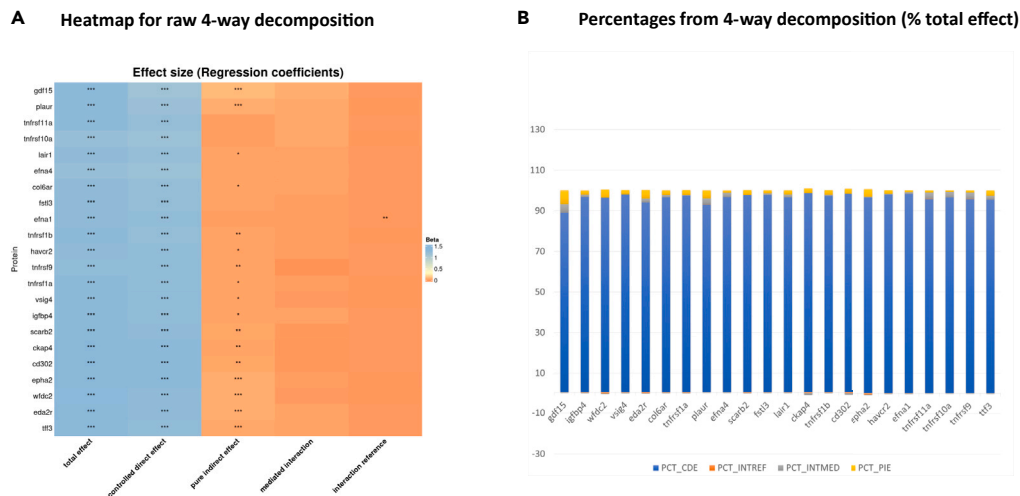 A Heatmap for raw 4-way decomposition
Effect size (Regression coefficients)
gdf15 *** *** ***
plaur *** *** ***
tnfrsf11a *** ***
tnfrsf10a *** ***
lair1 *** *** *
efna4 *** ***
col6ar *** *** *
fstl3 *** ***
efna1 *** *** **
tnfrsf1b *** *** **
havcr2 *** *** *
tnfrsf9 *** *** **
tnfrsf1a *** *** *
vsig4 *** *** *
igfbp4 *** *** *
scarb2 *** *** **
ckap4 *** *** **
cd302 *** *** **
epha2 *** *** ***
wfdc2 *** *** ***
eda2r *** *** ***
tff3 *** *** ***
Protein
total effect
controlled direct effect
pure indirect effect
mediated interaction
interaction reference
Beta
1.5
1
0.5
0
B Percentages from 4-way decomposition (% total effect)
130
110
90
70
50
30
10
-10
-30
gdf15
igfbp4
wfdc2
vsig4
eda2r
col6ar
tnfrsf1a
plaur
efna4
scarb2
fstl3
lair1
ckap4
tnfrsf1b
cd302
havcr2
efna1
tnfrsf11a
tnfrsf10a
tnfrsf9
PCT_CDE PCT_INTREF PCT_INTMED PCT_PIE